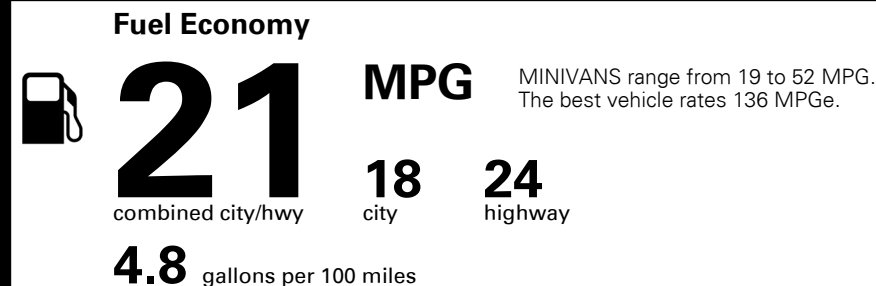 Fuel Economy
21 MPG
MINIVANS range from 19 to 52 MPG.
The best vehicle rates 136 MPGe.
18 24
combined city/hwy city highway
4.8 gallons per 100 miles